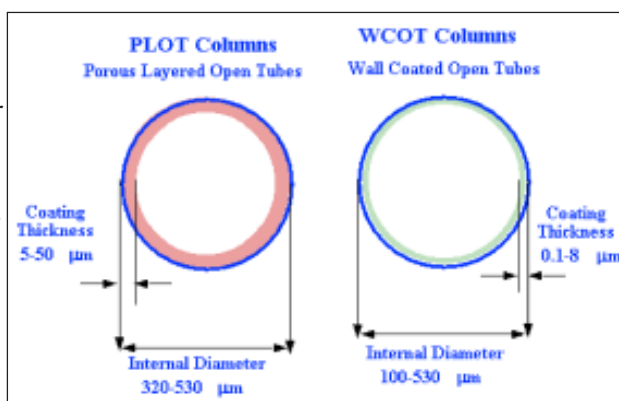 PLOT Columns
Porous Layered Open Tubes
WCOT Columns
Wall Coated Open Tubes
Coating
Thickness
5-50 μm
Coating
Thickness
0.1-8 μm
Internal Diameter
320-530 μm
Internal Diameter
100-530 μm